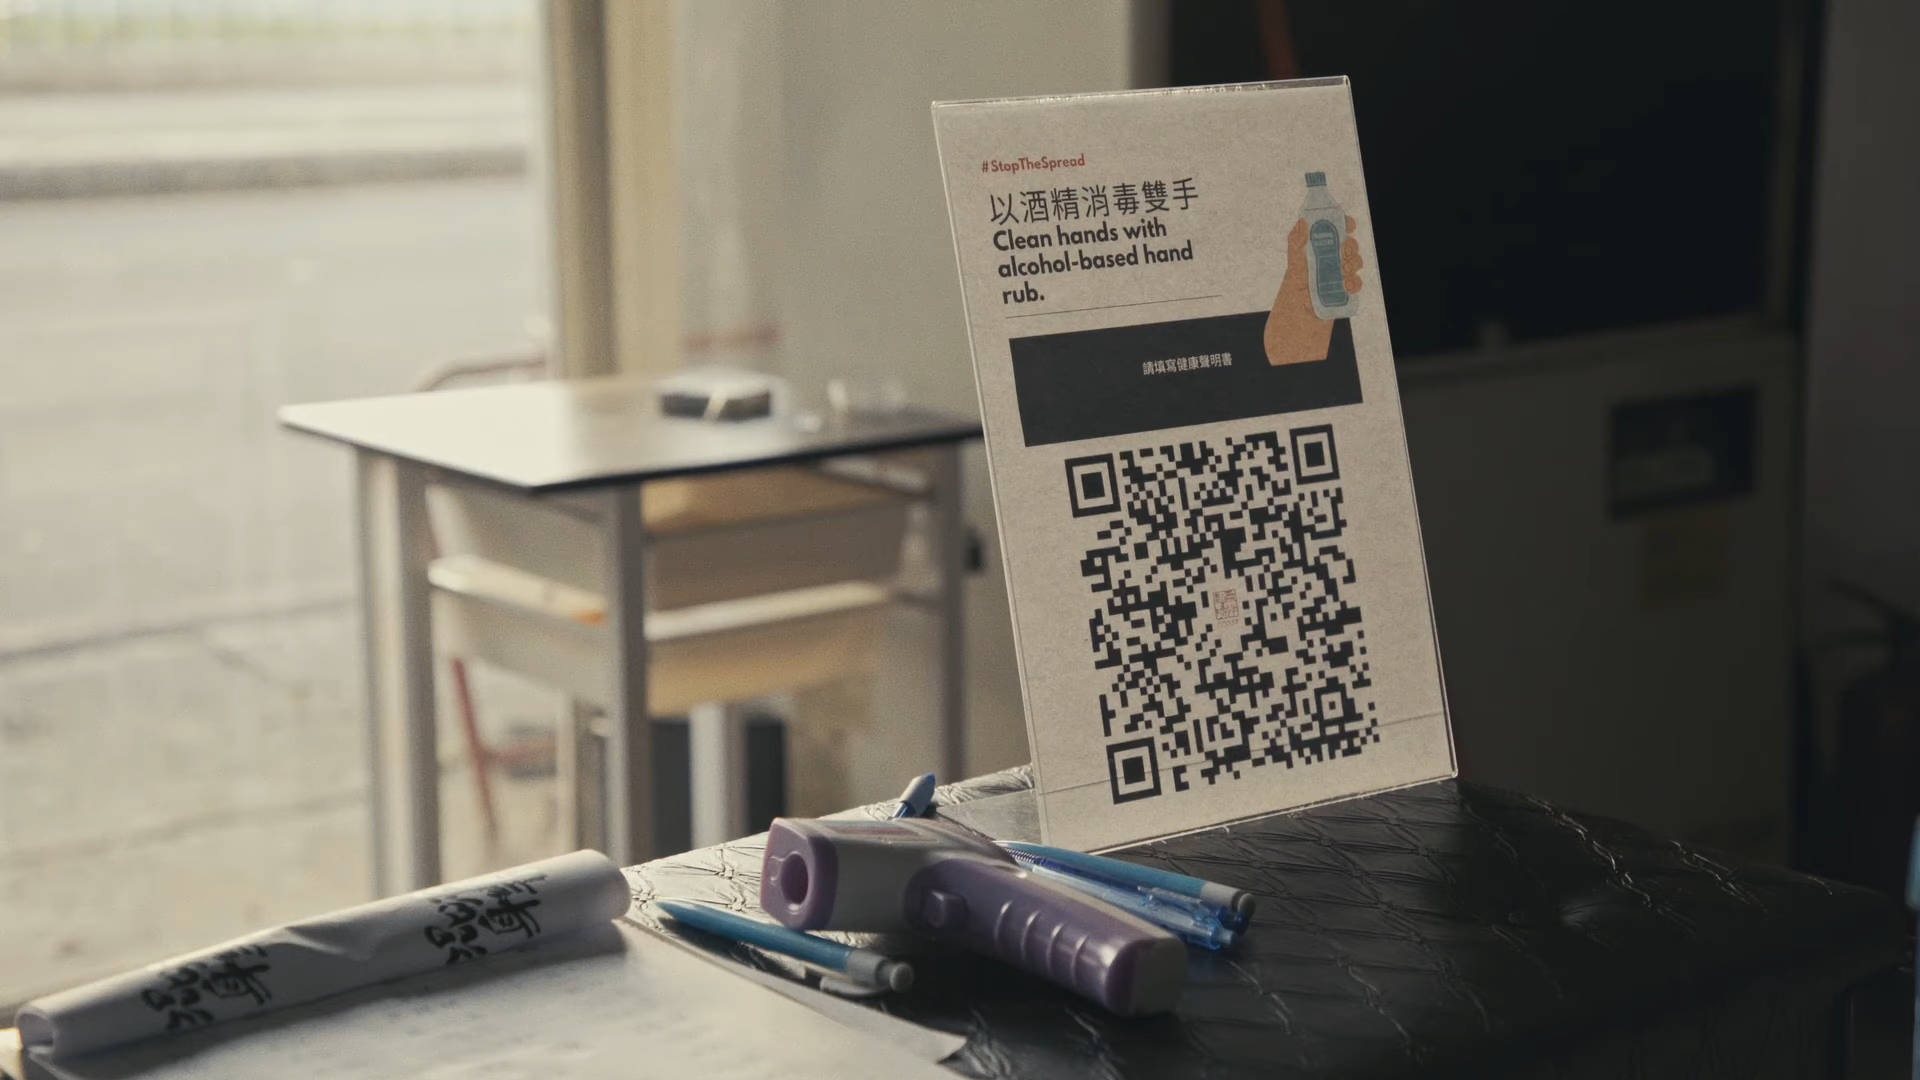 #StopTheSpread
以酒精消毒雙手
Clean hands with
alcohol-based hand
rub.
請填寫健康聲明書